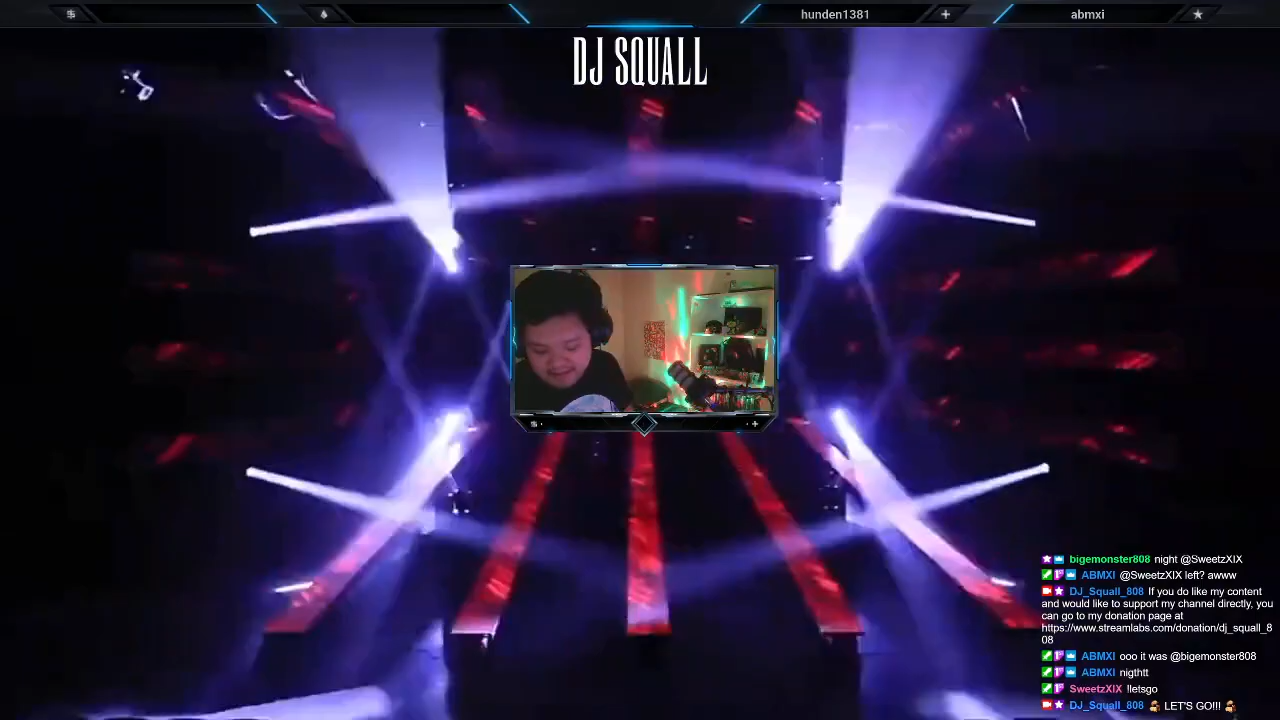 hunden1381
abmxi
DJ SQUALL
bigemonster808 night @SweetzXIX
ABMXI @SweetzXIX left? awww
DJ_Squall_808 If you do like my content
and would like to support my channel directly, you
can go to my donation page at
https://www.streamlabs.com/donation/dj_squall_8
08
ABMXI ooo it was @bigemonster808
ABMXI nigthtt
SweetzXIX !letsgo
DJ_Squall_808 LET'S GO!!!